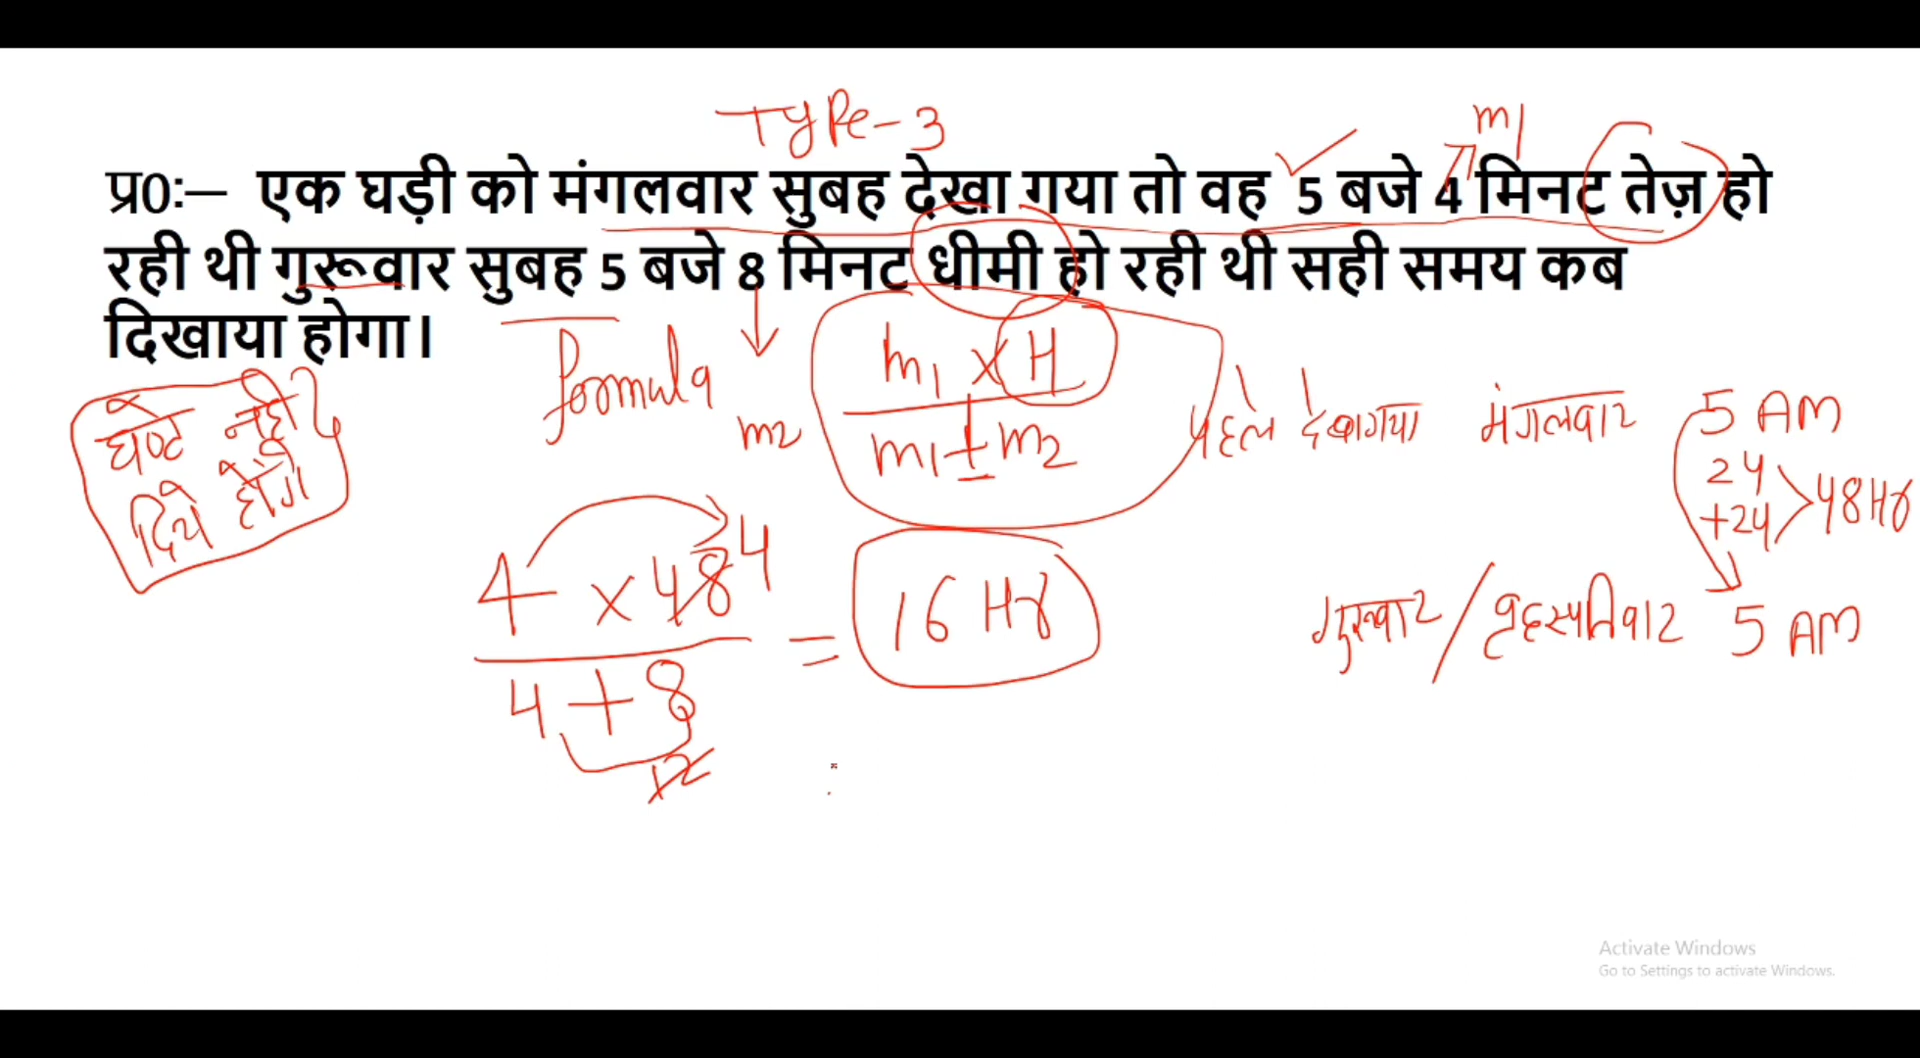 Type-3
m1
प्र0:— एक घड़ी को मंगलवार सुबह देखा गया तो वह 5 बजे 4 मिनट तेज़ हो
रही थी गुरूवार सुबह 5 बजे 8 मिनट धीमी हो रही थी सही समय कब
दिखाया होगा।
घण्टे नही
दिये होंगे
formula
m2
m1 × H
m1 + m2
पहले देखा गया मंगलवार 5 AM
24
+24 > 48 Hr
गुरूवार / बृहस्पतिवार 5 AM
4 × 48 4
4 + 8
12
= 16 Hr
Activate Windows
Go to Settings to activate Windows.